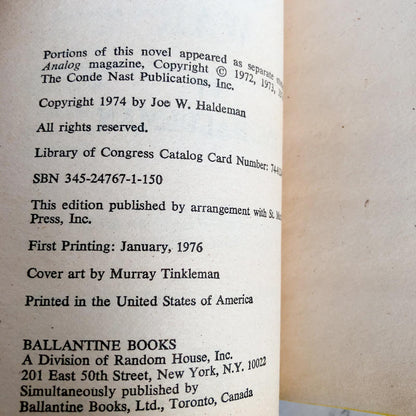 Portions of this novel appeared as separate
Analog magazine, Copyright © 1972, 1973,
The Conde Nast Publications, Inc.
Copyright 1974 by Joe W. Haldeman
All rights reserved.
Library of Congress Catalog Card Number:
SBN 345-24767-1-150
This edition published by arrangement with St.
Press, Inc.
First Printing: January, 1976
Cover art by Murray Tinkleman
Printed in the United States of America
BALLANTINE BOOKS
A Division of Random House, Inc.
201 East 50th Street, New York, N.Y. 10022
Simultaneously published by
Ballantine Books, Ltd., Toronto, Canada